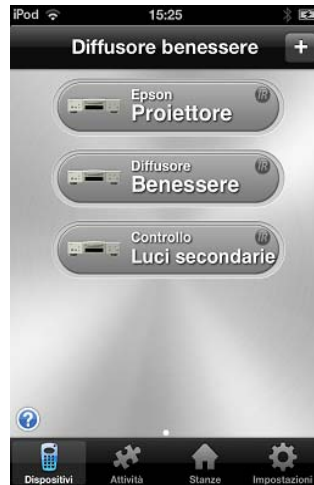 iPod 15:25
Diffusore benessere +
Epson IR
Proiettore
Diffusore IR
Benessere
Controllo IR
Luci secondarie
?
Dispositivi Attività Stanze Impostazioni